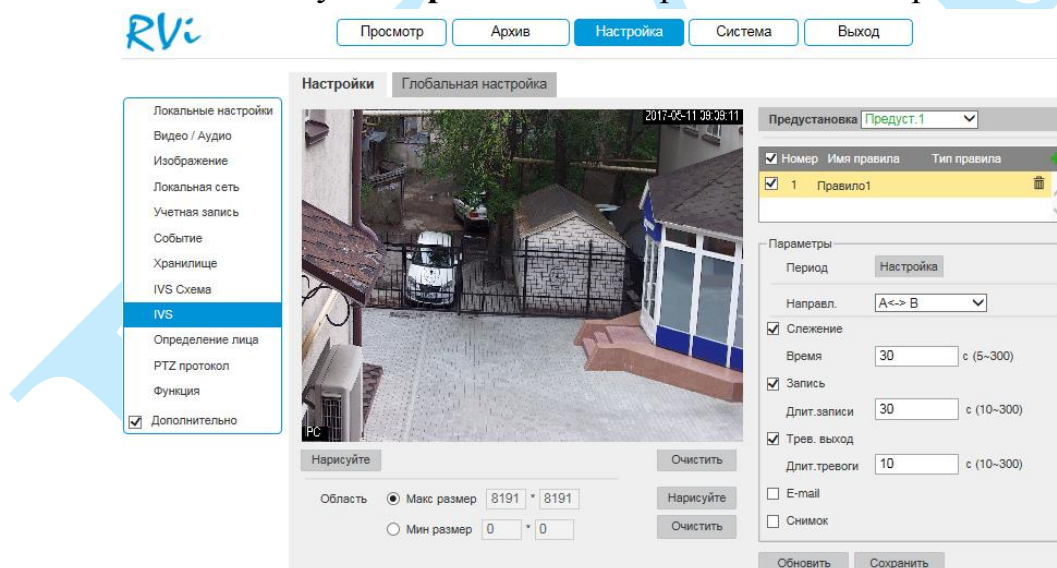 RVi
Просмотр Архив Настройка Система Выход
Настройки Глобальная настройка
Локальные настройки
Видео / Аудио
Изображение
Локальная сеть
Учетная запись
Событие
Хранилище
IVS Схема
IVS
Определение лица
PTZ протокол
Функция
Дополнительно
2017-05-11 09:09:11
PC
Нарисуйте Очистить
Область Макс размер 8191 * 8191 Нарисуйте
Мин размер 0 * 0 Очистить
Предустановка Предуст.1
Номер Имя правила Тип правила
1 Правило1
Параметры
Период Настройка
Направл. A<-> B
Слежение
Время 30 с (5~300)
Запись
Длит.записи 30 с (10~300)
Трев. выход
Длит.тревоги 10 с (10~300)
E-mail
Снимок
Обновить Сохранить